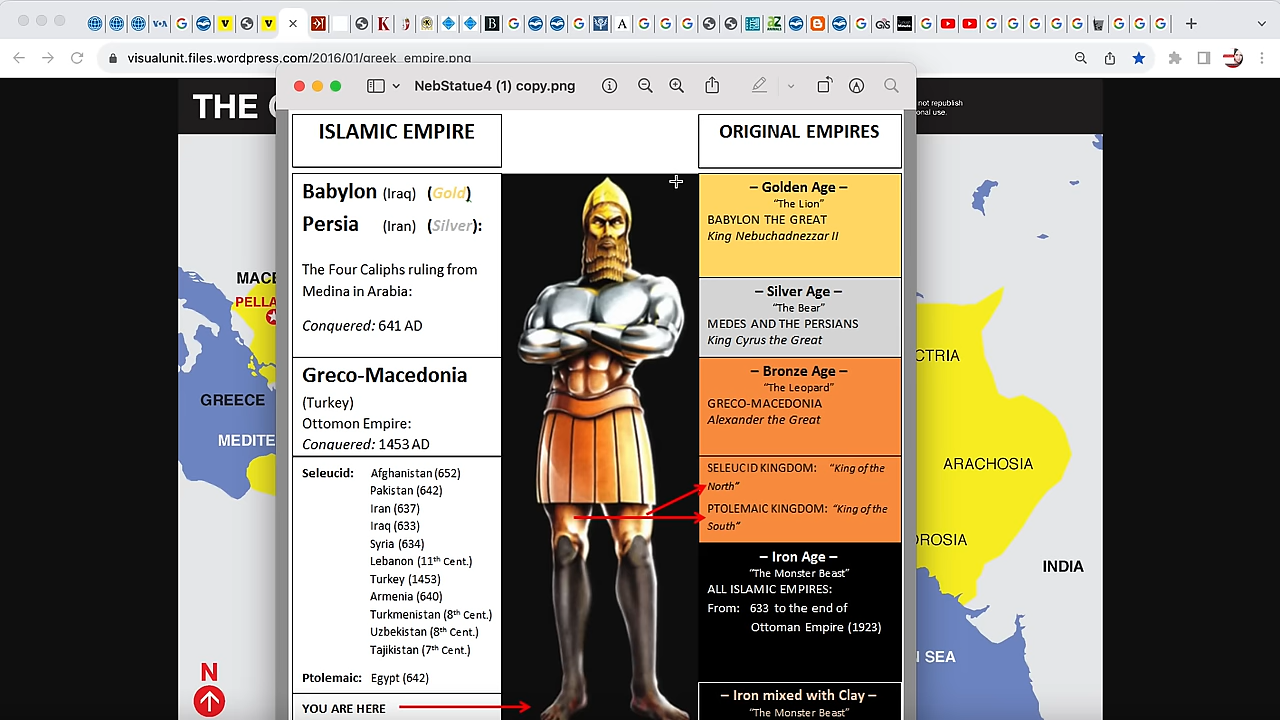 visualunit.files.wordpress.com/2016/01/greek_empire.png
NebStatue4 (1) copy.png
THE
not republish
onal use.
ISLAMIC EMPIRE
Babylon (Iraq) (Gold)
Persia (Iran) (Silver):
The Four Caliphs ruling from
Medina in Arabia:
Conquered: 641 AD
Greco-Macedonia
(Turkey)
Ottomon Empire:
Conquered: 1453 AD
Seleucid: Afghanistan (652)
Pakistan (642)
Iran (637)
Iraq (633)
Syria (634)
Lebanon (11th Cent.)
Turkey (1453)
Armenia (640)
Turkmenistan (8th Cent.)
Uzbekistan (8th Cent.)
Tajikistan (7th Cent.)
Ptolemaic: Egypt (642)
YOU ARE HERE
ORIGINAL EMPIRES
– Golden Age –
“The Lion”
BABYLON THE GREAT
King Nebuchadnezzar II
– Silver Age –
“The Bear”
MEDES AND THE PERSIANS
King Cyrus the Great
– Bronze Age –
“The Leopard”
GRECO-MACEDONIA
Alexander the Great
SELEUCID KINGDOM: “King of the
North”
PTOLEMAIC KINGDOM: “King of the
South”
– Iron Age –
“The Monster Beast”
ALL ISLAMIC EMPIRES:
From: 633 to the end of
Ottoman Empire (1923)
– Iron mixed with Clay –
“The Monster Beast”
MACE
PELLA
GREECE
MEDITE
N
CTRIA
ARACHOSIA
ROSIA
INDIA
SEA